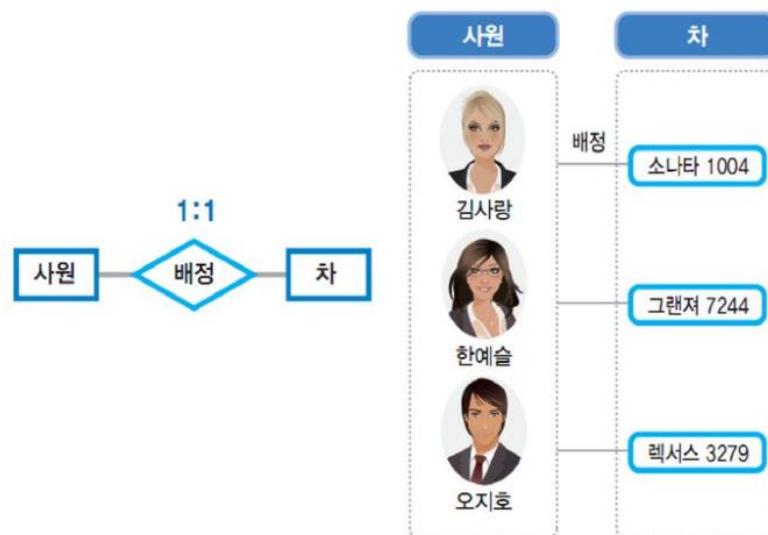 1:1
사원
배정
차
사원
차
배정
김사랑
소나타 1004
한예슬
그랜져 7244
오지호
렉서스 3279